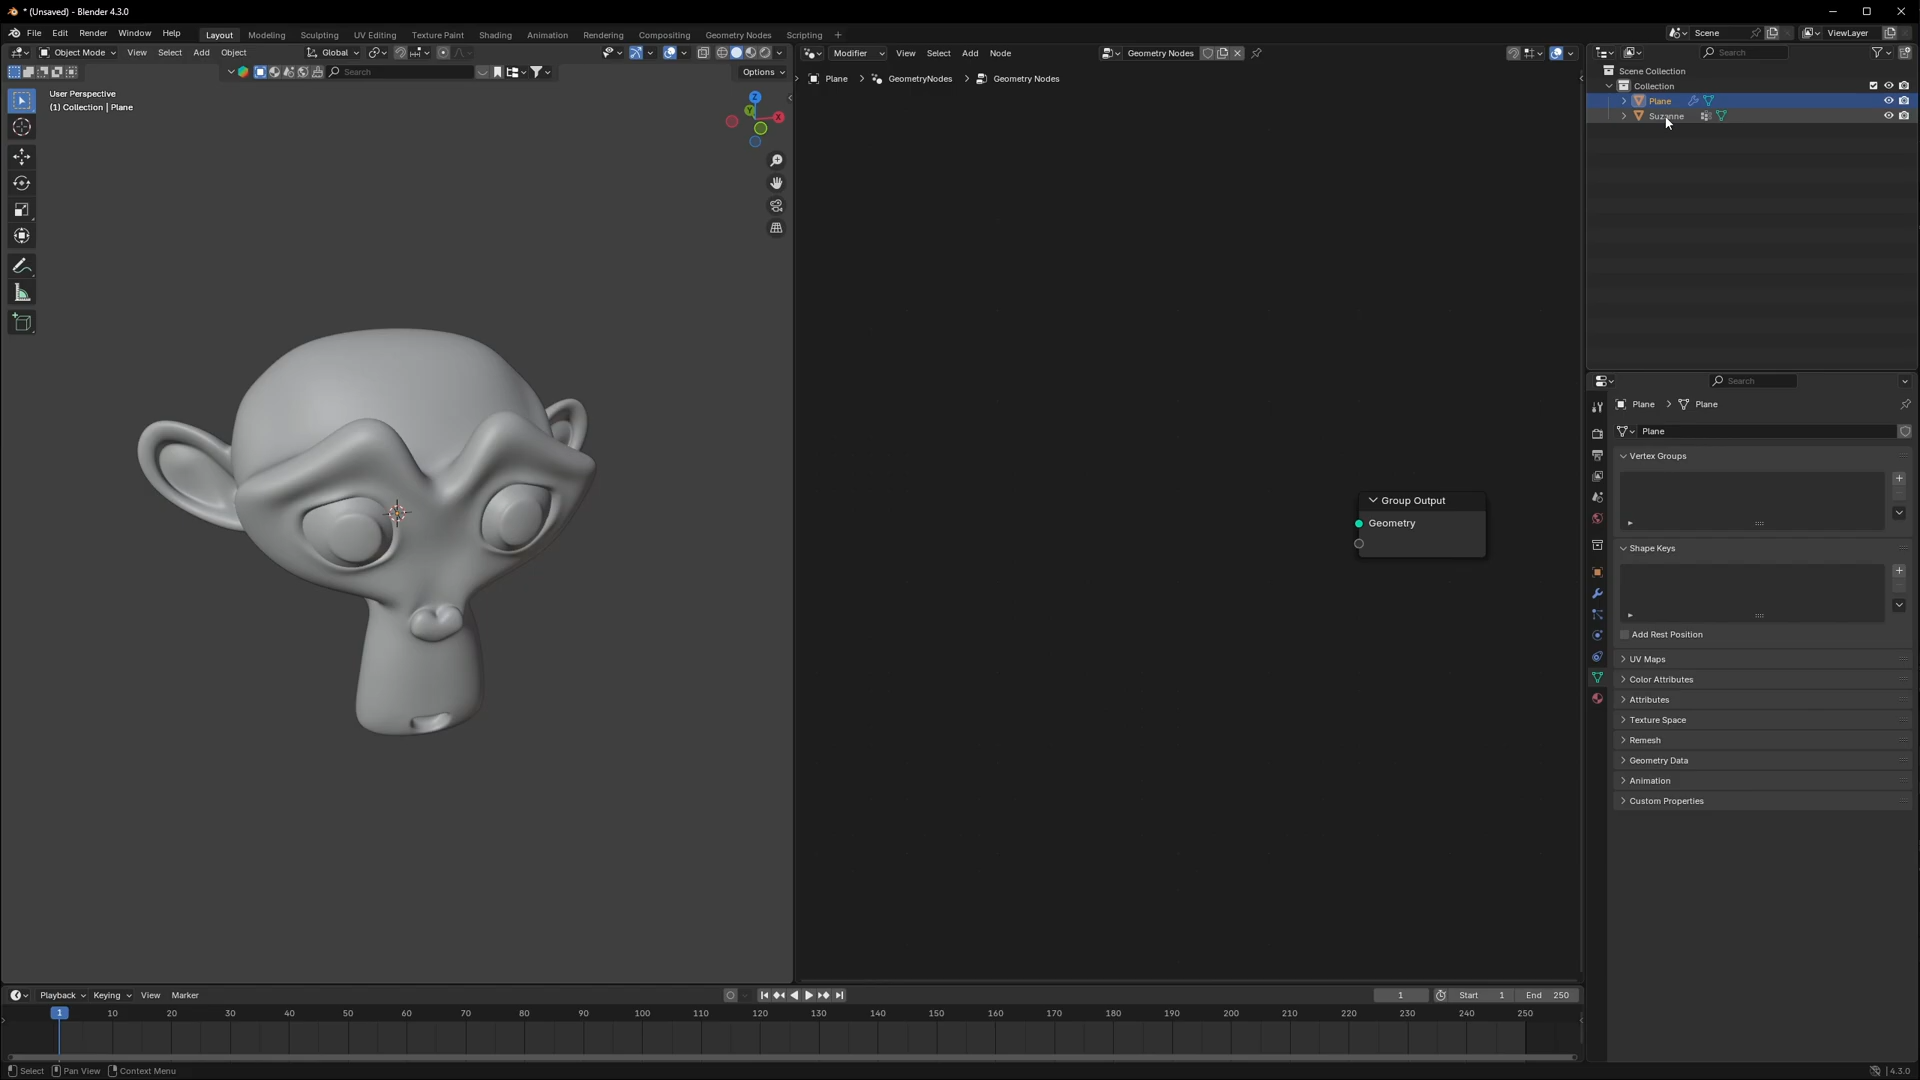 * (Unsaved) - Blender 4.3.0
File Edit Render Window Help
Layout Modeling Sculpting UV Editing Texture Paint Shading Animation Rendering Compositing Geometry Nodes Scripting +
Scene
ViewLayer
Object Mode View Select Add Object
Global
Modifier View Select Add Node
Geometry Nodes
Search
Search
Options
Plane > GeometryNodes > Geometry Nodes
User Perspective
(1) Collection | Plane
Z
Y
X
Scene Collection
Collection
Plane
Suzanne
Group Output
Geometry
Search
Plane > Plane
Plane
Vertex Groups
Shape Keys
Add Rest Position
UV Maps
Color Attributes
Attributes
Texture Space
Remesh
Geometry Data
Animation
Custom Properties
Playback Keying View Marker
1
Start 1
End 250
1 10 20 30 40 50 60 70 80 90 100 110 120 130 140 150 160 170 180 190 200 210 220 230 240 250
Select Pan View Context Menu
4.3.0